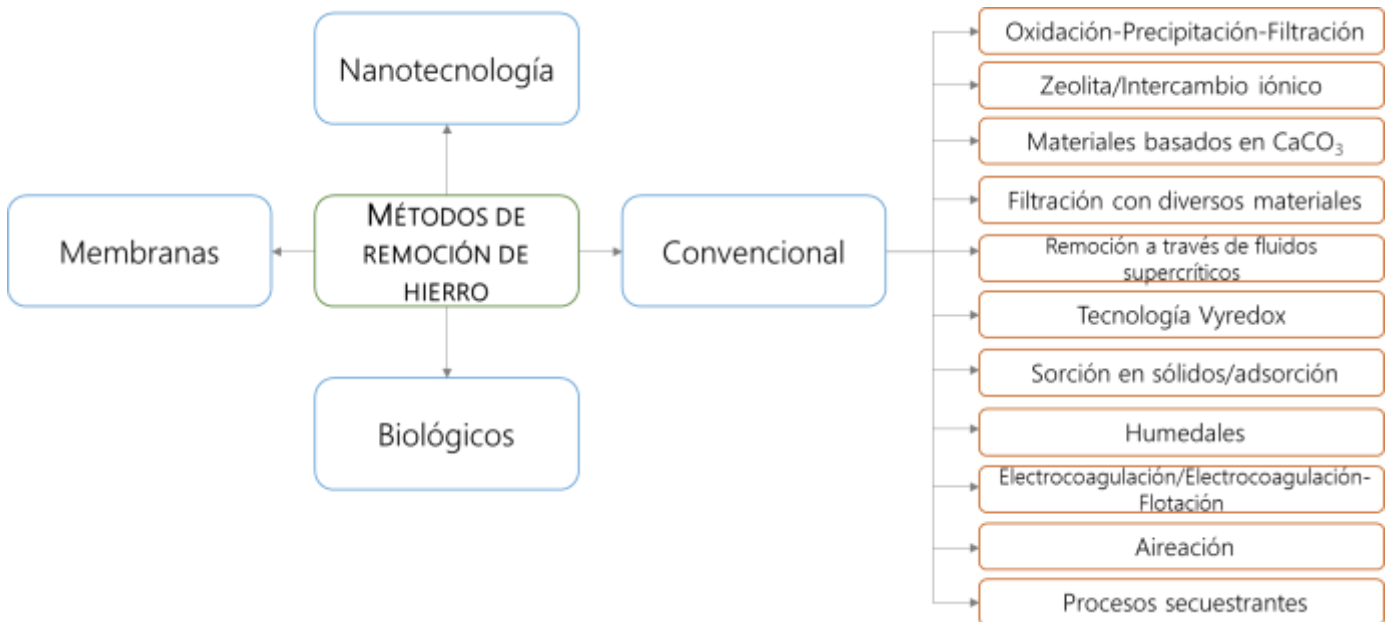 Nanotecnología
Membranas
MÉTODOS DE
REMOCIÓN DE
HIERRO
Convencional
Biológicos
Oxidación-Precipitación-Filtración
Zeolita/Intercambio iónico
Materiales basados en CaCO₃
Filtración con diversos materiales
Remoción a través de fluidos
supercríticos
Tecnología Vyredox
Sorción en sólidos/adsorción
Humedales
Electrocoagulación/Electrocoagulación-
Flotación
Aireación
Procesos secuestrantes